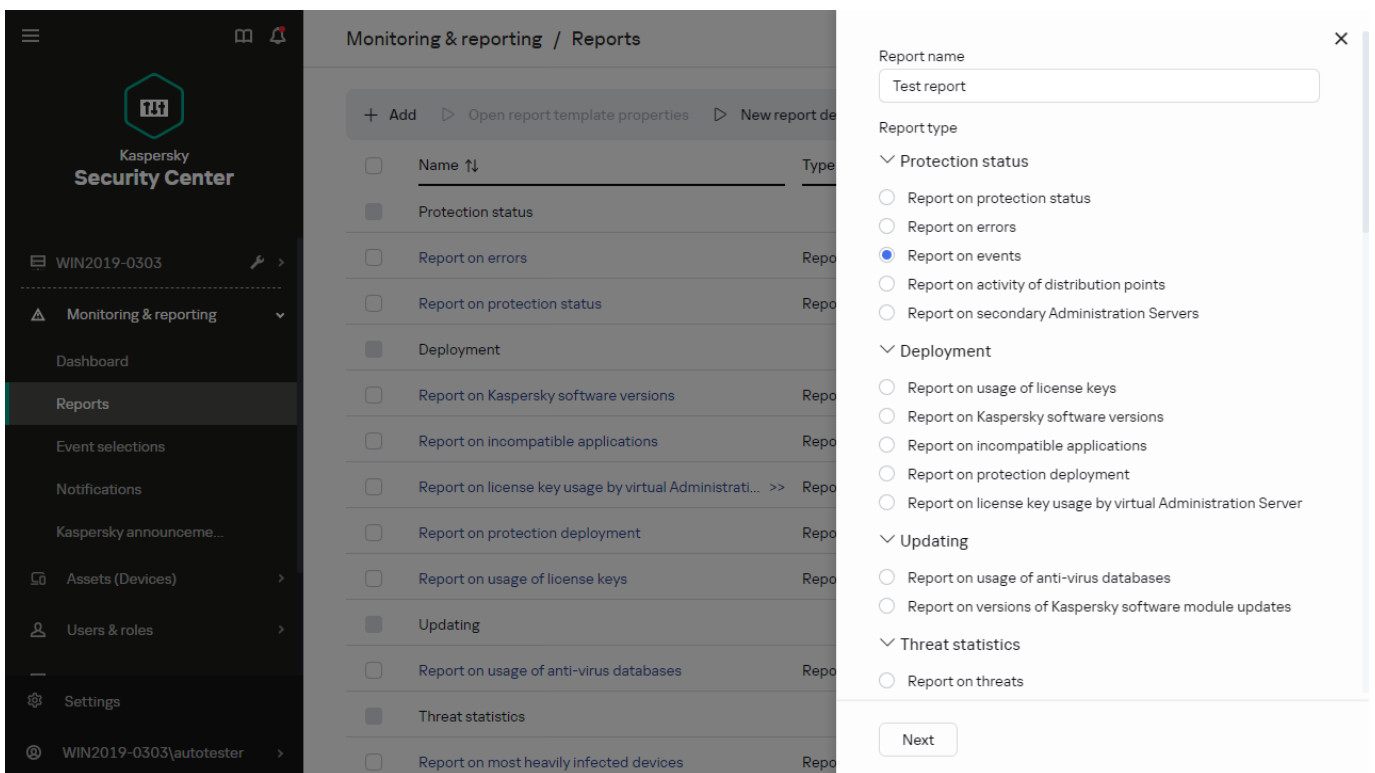 Kaspersky
Security Center
WIN2019-0303
Monitoring & reporting
Dashboard
Reports
Event selections
Notifications
Kaspersky announceme...
Assets (Devices)
Users & roles
Settings
WIN2019-0303\autotester
Monitoring & reporting / Reports
+ Add Open report template properties New report de
Name Type
Protection status
Report on errors Repo
Report on protection status Repo
Deployment
Report on Kaspersky software versions Repo
Report on incompatible applications Repo
Report on license key usage by virtual Administrati... >> Repo
Report on protection deployment Repo
Report on usage of license keys Repo
Updating
Report on usage of anti-virus databases Repo
Threat statistics
Report on most heavily infected devices Repo
Report name
Test report
Report type
Protection status
Report on protection status
Report on errors
Report on events
Report on activity of distribution points
Report on secondary Administration Servers
Deployment
Report on usage of license keys
Report on Kaspersky software versions
Report on incompatible applications
Report on protection deployment
Report on license key usage by virtual Administration Server
Updating
Report on usage of anti-virus databases
Report on versions of Kaspersky software module updates
Threat statistics
Report on threats
Next